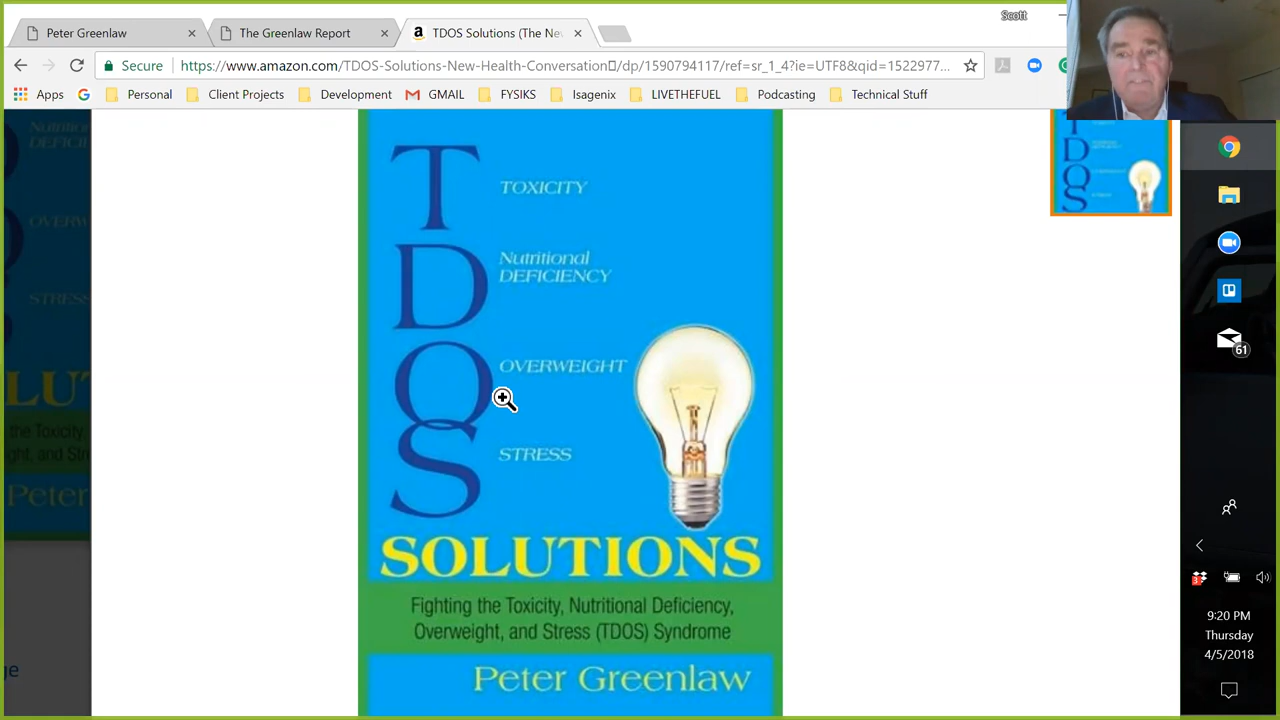 Scott
Peter Greenlaw
The Greenlaw Report
TDOS Solutions (The Ne
Secure
https://www.amazon.com/TDOS-Solutions-New-Health-Conversation▯/dp/1590794117/ref=sr_1_4?ie=UTF8&qid=1522977...
Apps
Personal
Client Projects
Development
GMAIL
FYSIKS
Isagenix
LIVETHEFUEL
Podcasting
Technical Stuff
T
TOXICITY
D
Nutritional
DEFICIENCY
O
OVERWEIGHT
S
STRESS
SOLUTIONS
Fighting the Toxicity, Nutritional Deficiency,
Overweight, and Stress (TDOS) Syndrome
Peter Greenlaw
61
3
9:20 PM
Thursday
4/5/2018